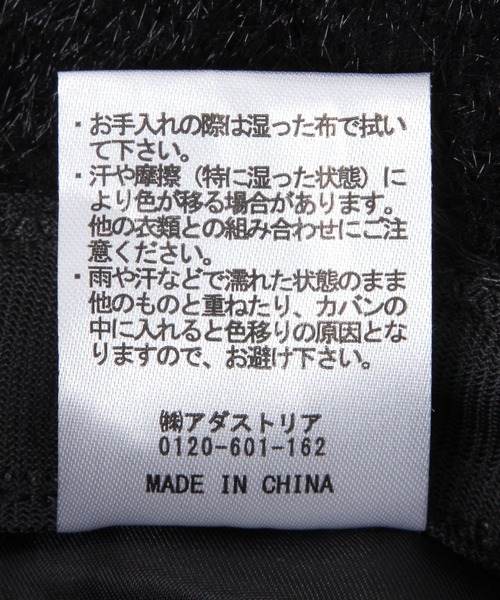 ・お手入れの際は湿った布で拭い
て下さい。
・汗や摩擦（特に湿った状態）に
より色が移る場合があります。
他の衣類との組み合わせにご注
意ください。
・雨や汗などで濡れた状態のまま
他のものと重ねたり、カバンの
中に入れると色移りの原因とな
りますので、お避け下さい。
㈱アダストリア
0120-601-162
MADE IN CHINA